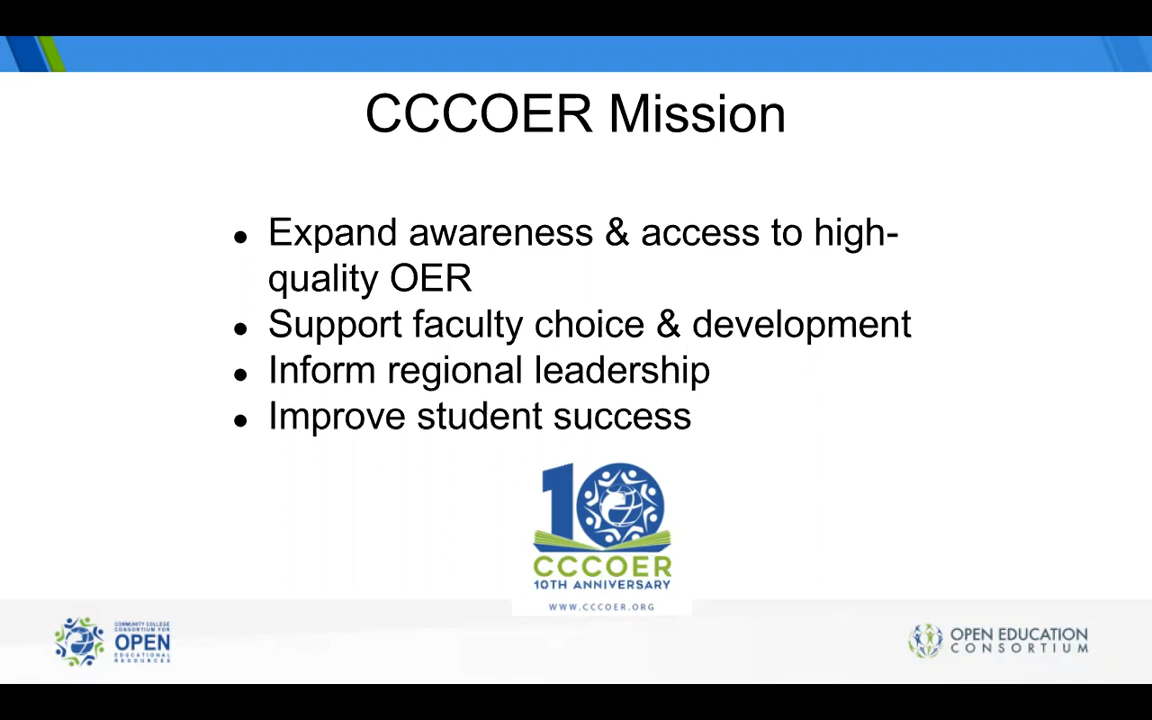 CCCOER Mission
● Expand awareness & access to high-
quality OER
● Support faculty choice & development
● Inform regional leadership
● Improve student success
10
CCCOER
10TH ANNIVERSARY
WWW.CCCOER.ORG
COMMUNITY COLLEGE
CONSORTIUM FOR
OPEN
EDUCATIONAL
RESOURCES
OPEN EDUCATION
CONSORTIUM